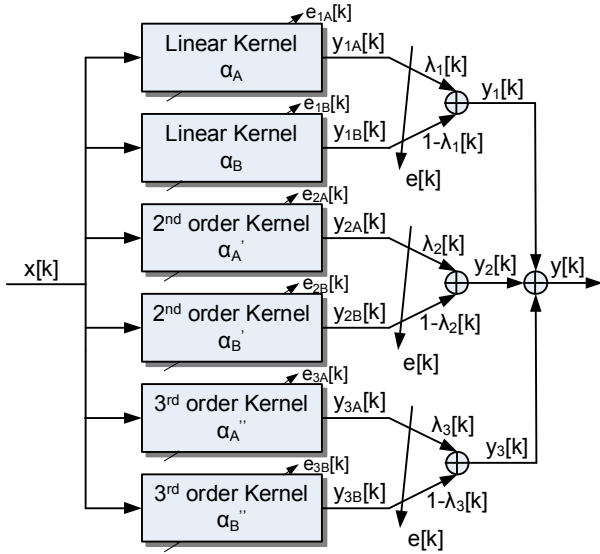 e1A[k]
Linear Kernel
αA
y1A[k]
λ1[k]
y1[k]
e1B[k]
Linear Kernel
αB
y1B[k]
1-λ1[k]
e[k]
e2A[k]
2nd order Kernel
αA'
y2A[k]
λ2[k]
x[k]
y2[k]
y[k]
e2B[k]
2nd order Kernel
αB'
y2B[k]
1-λ2[k]
e[k]
e3A[k]
3rd order Kernel
αA''
y3A[k]
λ3[k]
y3[k]
e3B[k]
3rd order Kernel
αB''
y3B[k]
1-λ3[k]
e[k]